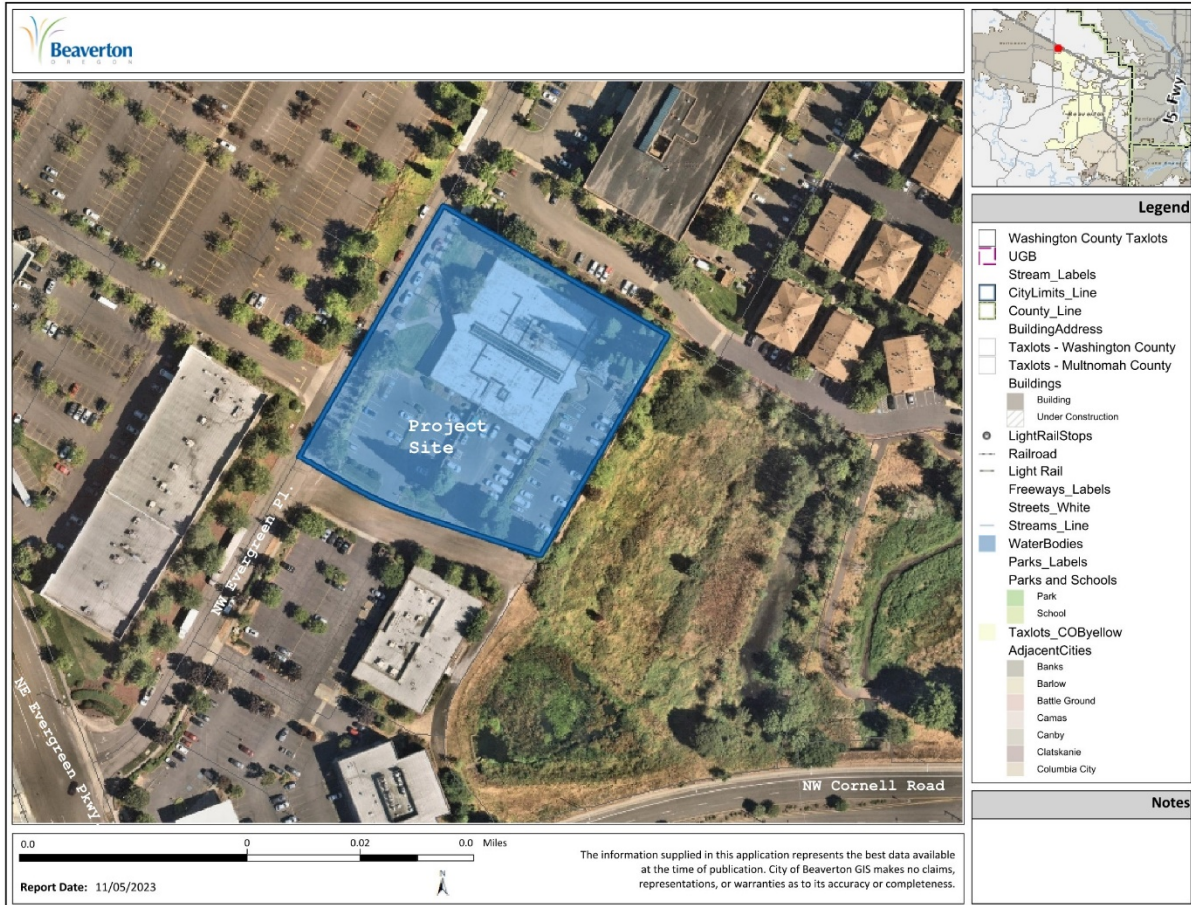 Beaverton
OREGON
Beaverton
I5 Fwy
Legend
Washington County Taxlots
UGB
Stream_Labels
CityLimits_Line
County_Line
BuildingAddress
Taxlots - Washington County
Taxlots - Multnomah County
Buildings
Building
Under Construction
LightRailStops
Railroad
Light Rail
Freeways_Labels
Streets_White
Streams_Line
WaterBodies
Parks_Labels
Parks and Schools
Park
School
Taxlots_COByellow
AdjacentCities
Banks
Barlow
Battle Ground
Camas
Canby
Clatskanie
Columbia City
Notes
Project
Site
NW Evergreen Pl.
NE Evergreen Pkwy.
NW Cornell Road
0.0 0 0.02 0.0 Miles
Report Date: 11/05/2023
N
The information supplied in this application represents the best data available
at the time of publication. City of Beaverton GIS makes no claims,
representations, or warranties as to its accuracy or completeness.